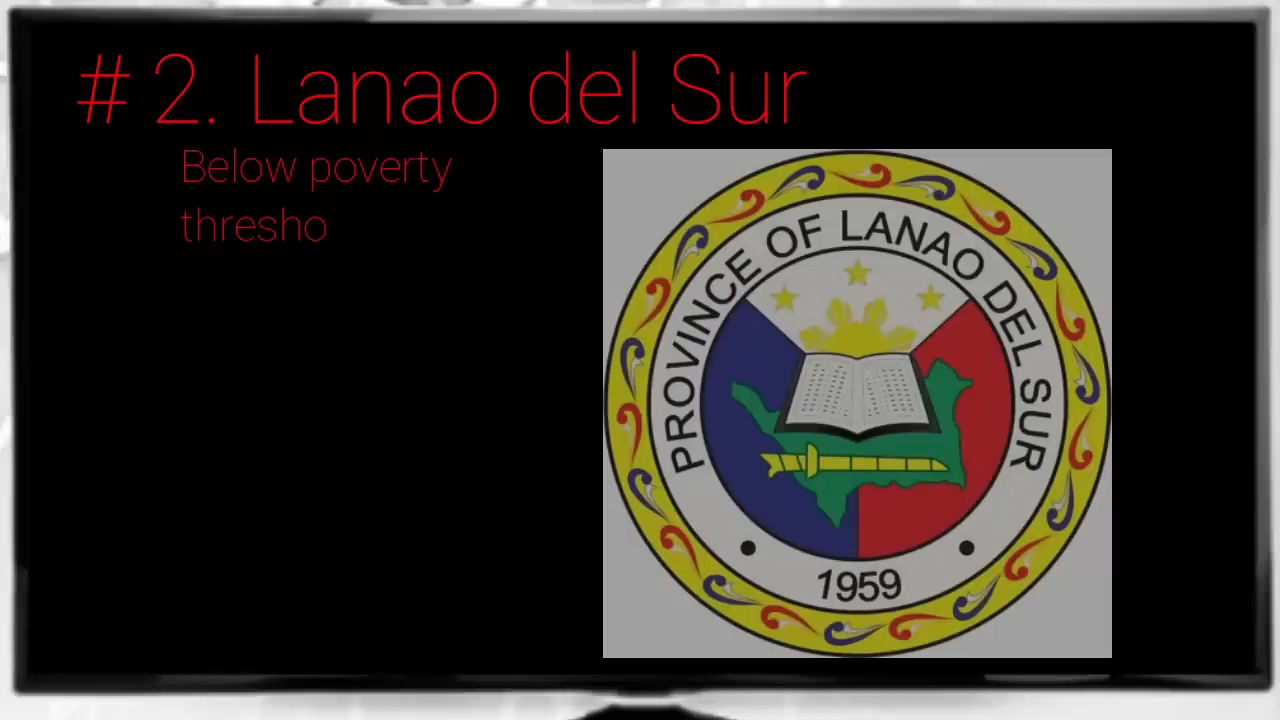 # 2. Lanao del Sur
Below poverty
thresho
PROVINCE OF LANAO DEL SUR
1959